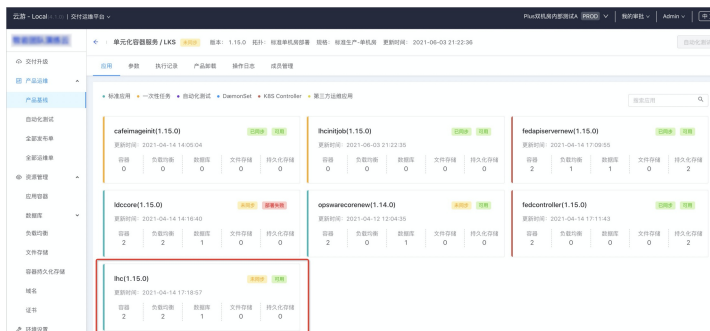 云游 - Local(4.1.0) | 交付运维平台
Plus双机房内部测试A PROD | 我的审批 | Admin | 中
单元化容器服务 / LKS 版本: 1.15.0 拓扑: 标准单机房部署 规格: 标准生产-单机房 更新时间: 2021-06-03 21:22:36 自动化测试
应用 参数 执行记录 产品卸载 操作日志 成员管理
交付升级
产品运维
产品基线
自动化测试
全部发布单
全部运维单
资源管理
应用容器
数据库
负载均衡
文件存储
容器持久化存储
域名
证书
环境设置
标准应用 一次性任务 自动化测试 DaemonSet K8S Controller 第三方运维应用
搜索应用
cafeimageinit(1.15.0) 已同步 可用
更新时间: 2021-04-14 14:05:04
容器 负载均衡 数据库 文件存储 持久化存储
0 0 0 0 0
lhcinitjob(1.15.0) 已同步 可用
更新时间: 2021-06-03 21:22:35
容器 负载均衡 数据库 文件存储 持久化存储
0 0 0 0 0
fedapiservernew(1.15.0) 已同步 可用
更新时间: 2021-04-14 17:09:55
容器 负载均衡 数据库 文件存储 持久化存储
2 1 1 0 2
ldccore(1.15.0) 未同步 部署失败
更新时间: 2021-04-14 14:16:40
容器 负载均衡 数据库 文件存储 持久化存储
2 2 1 0 0
opswarecorenew(1.14.0) 未同步 可用
更新时间: 2021-04-12 12:04:35
容器 负载均衡 数据库 文件存储 持久化存储
0 0 1 0 0
fedcontroller(1.15.0) 已同步 可用
更新时间: 2021-04-14 17:11:43
容器 负载均衡 数据库 文件存储 持久化存储
2 0 0 0 2
lhc(1.15.0) 未同步 可用
更新时间: 2021-04-14 17:18:57
容器 负载均衡 数据库 文件存储 持久化存储
2 2 1 0 0